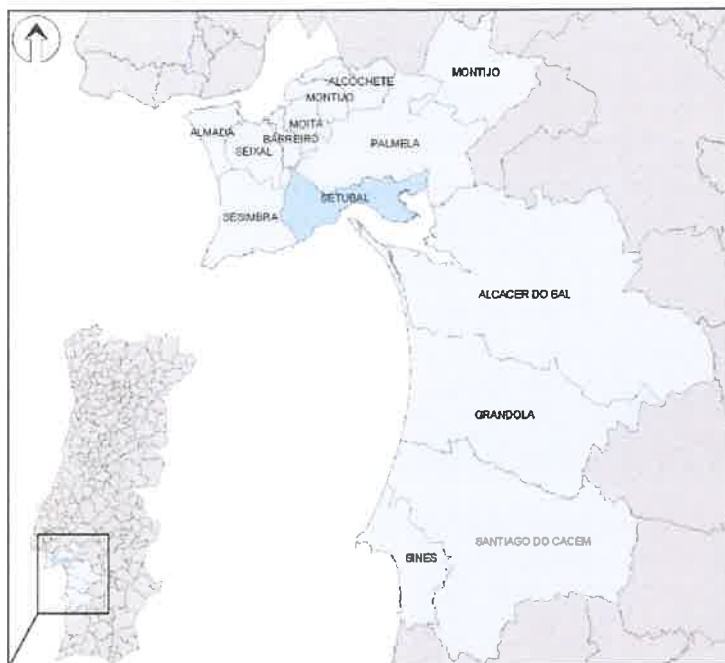 MONTIJO
ALCOCHETE
MONTIJO
MOITA
ALMADA
BARREIRO
SEIXAL
PALMELA
SETUBAL
SESIMBRA
ALCACER DO SAL
GRANDOLA
SANTIAGO DO CACEM
SINES